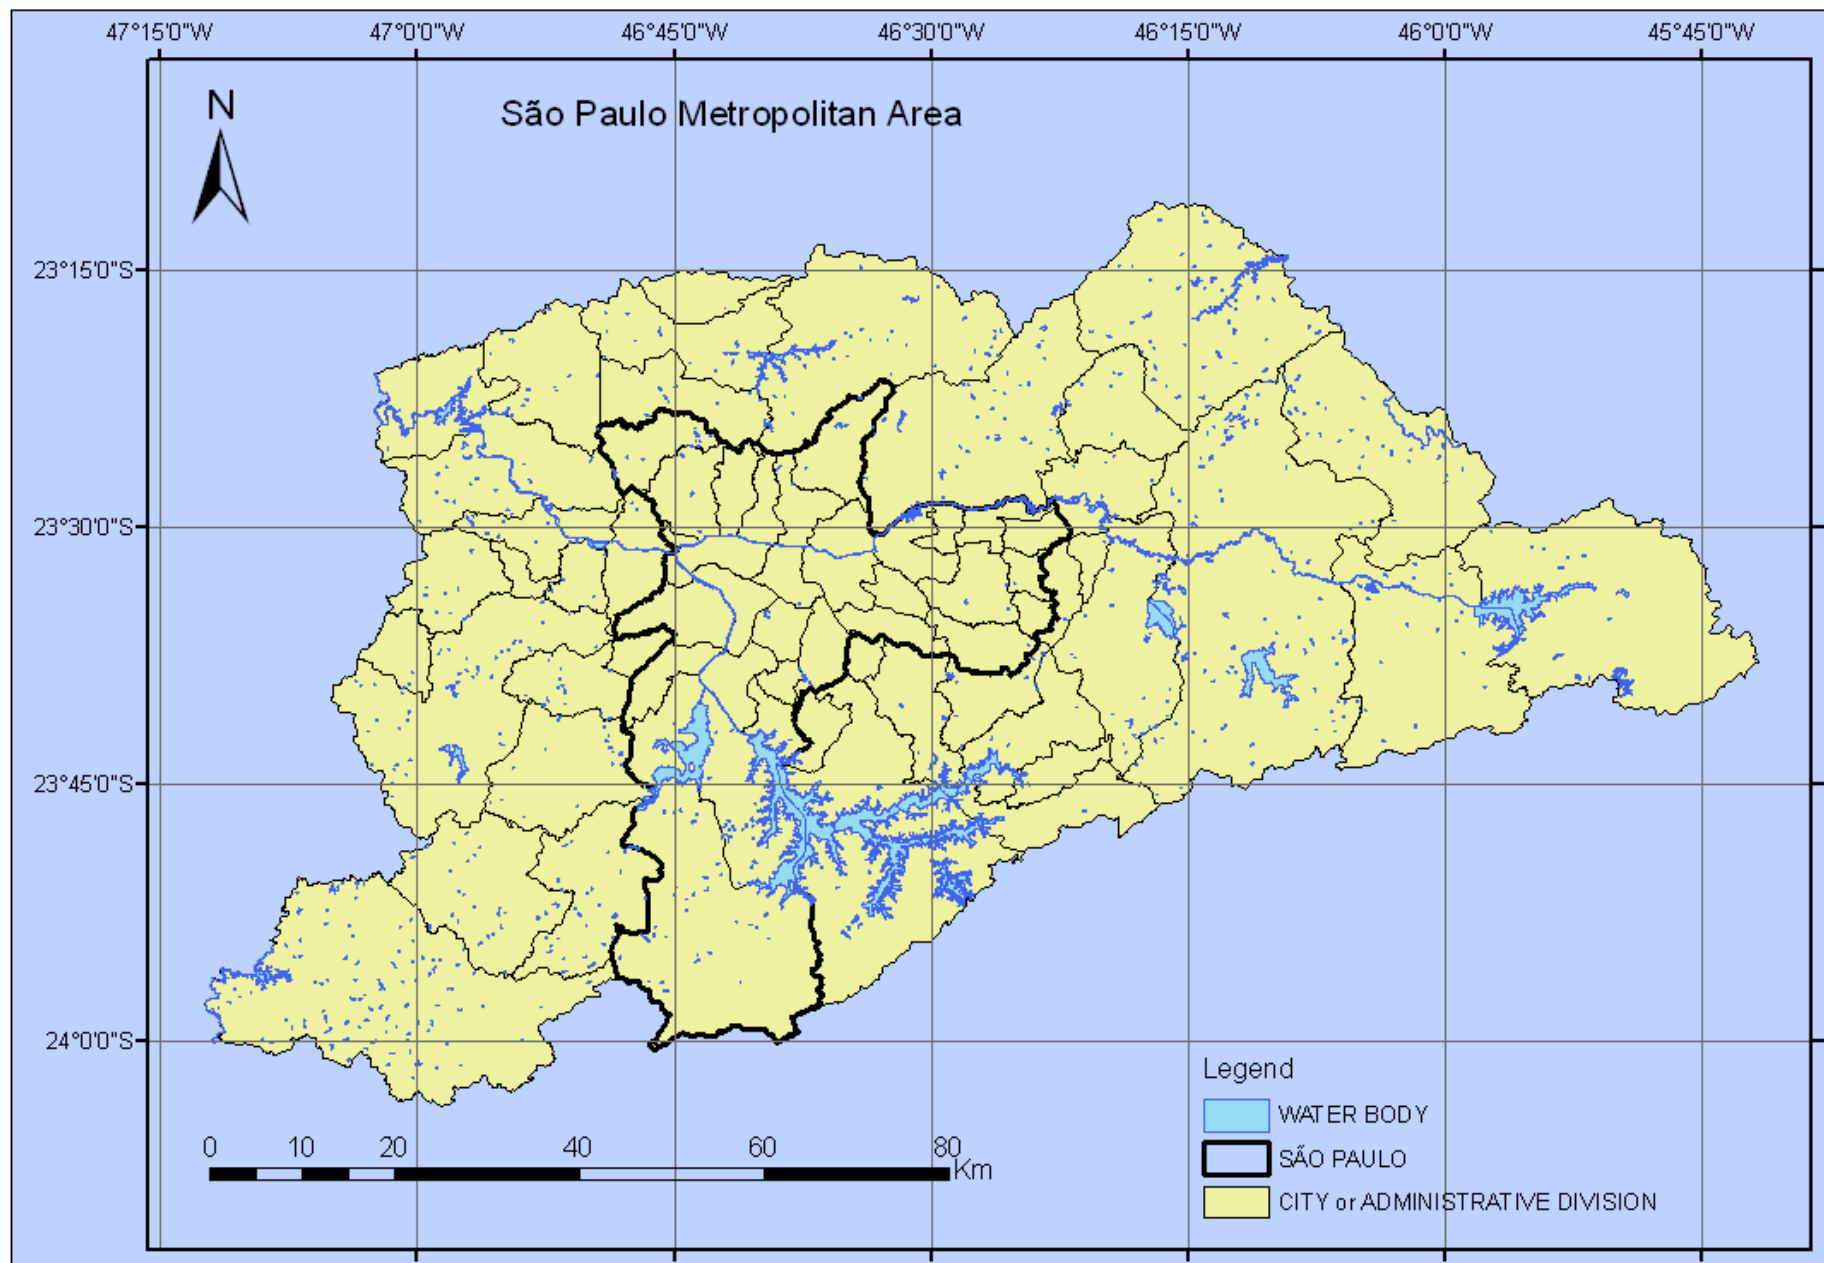 47°15'0"W 47°0'0"W 46°45'0"W 46°30'0"W 46°15'0"W 46°0'0"W 45°45'0"W
N
São Paulo Metropolitan Area
23°15'0"S
23°30'0"S
23°45'0"S
24°0'0"S
Legend
WATER BODY
SÃO PAULO
CITY or ADMINISTRATIVE DIVISION
0 10 20 40 60 80
Km